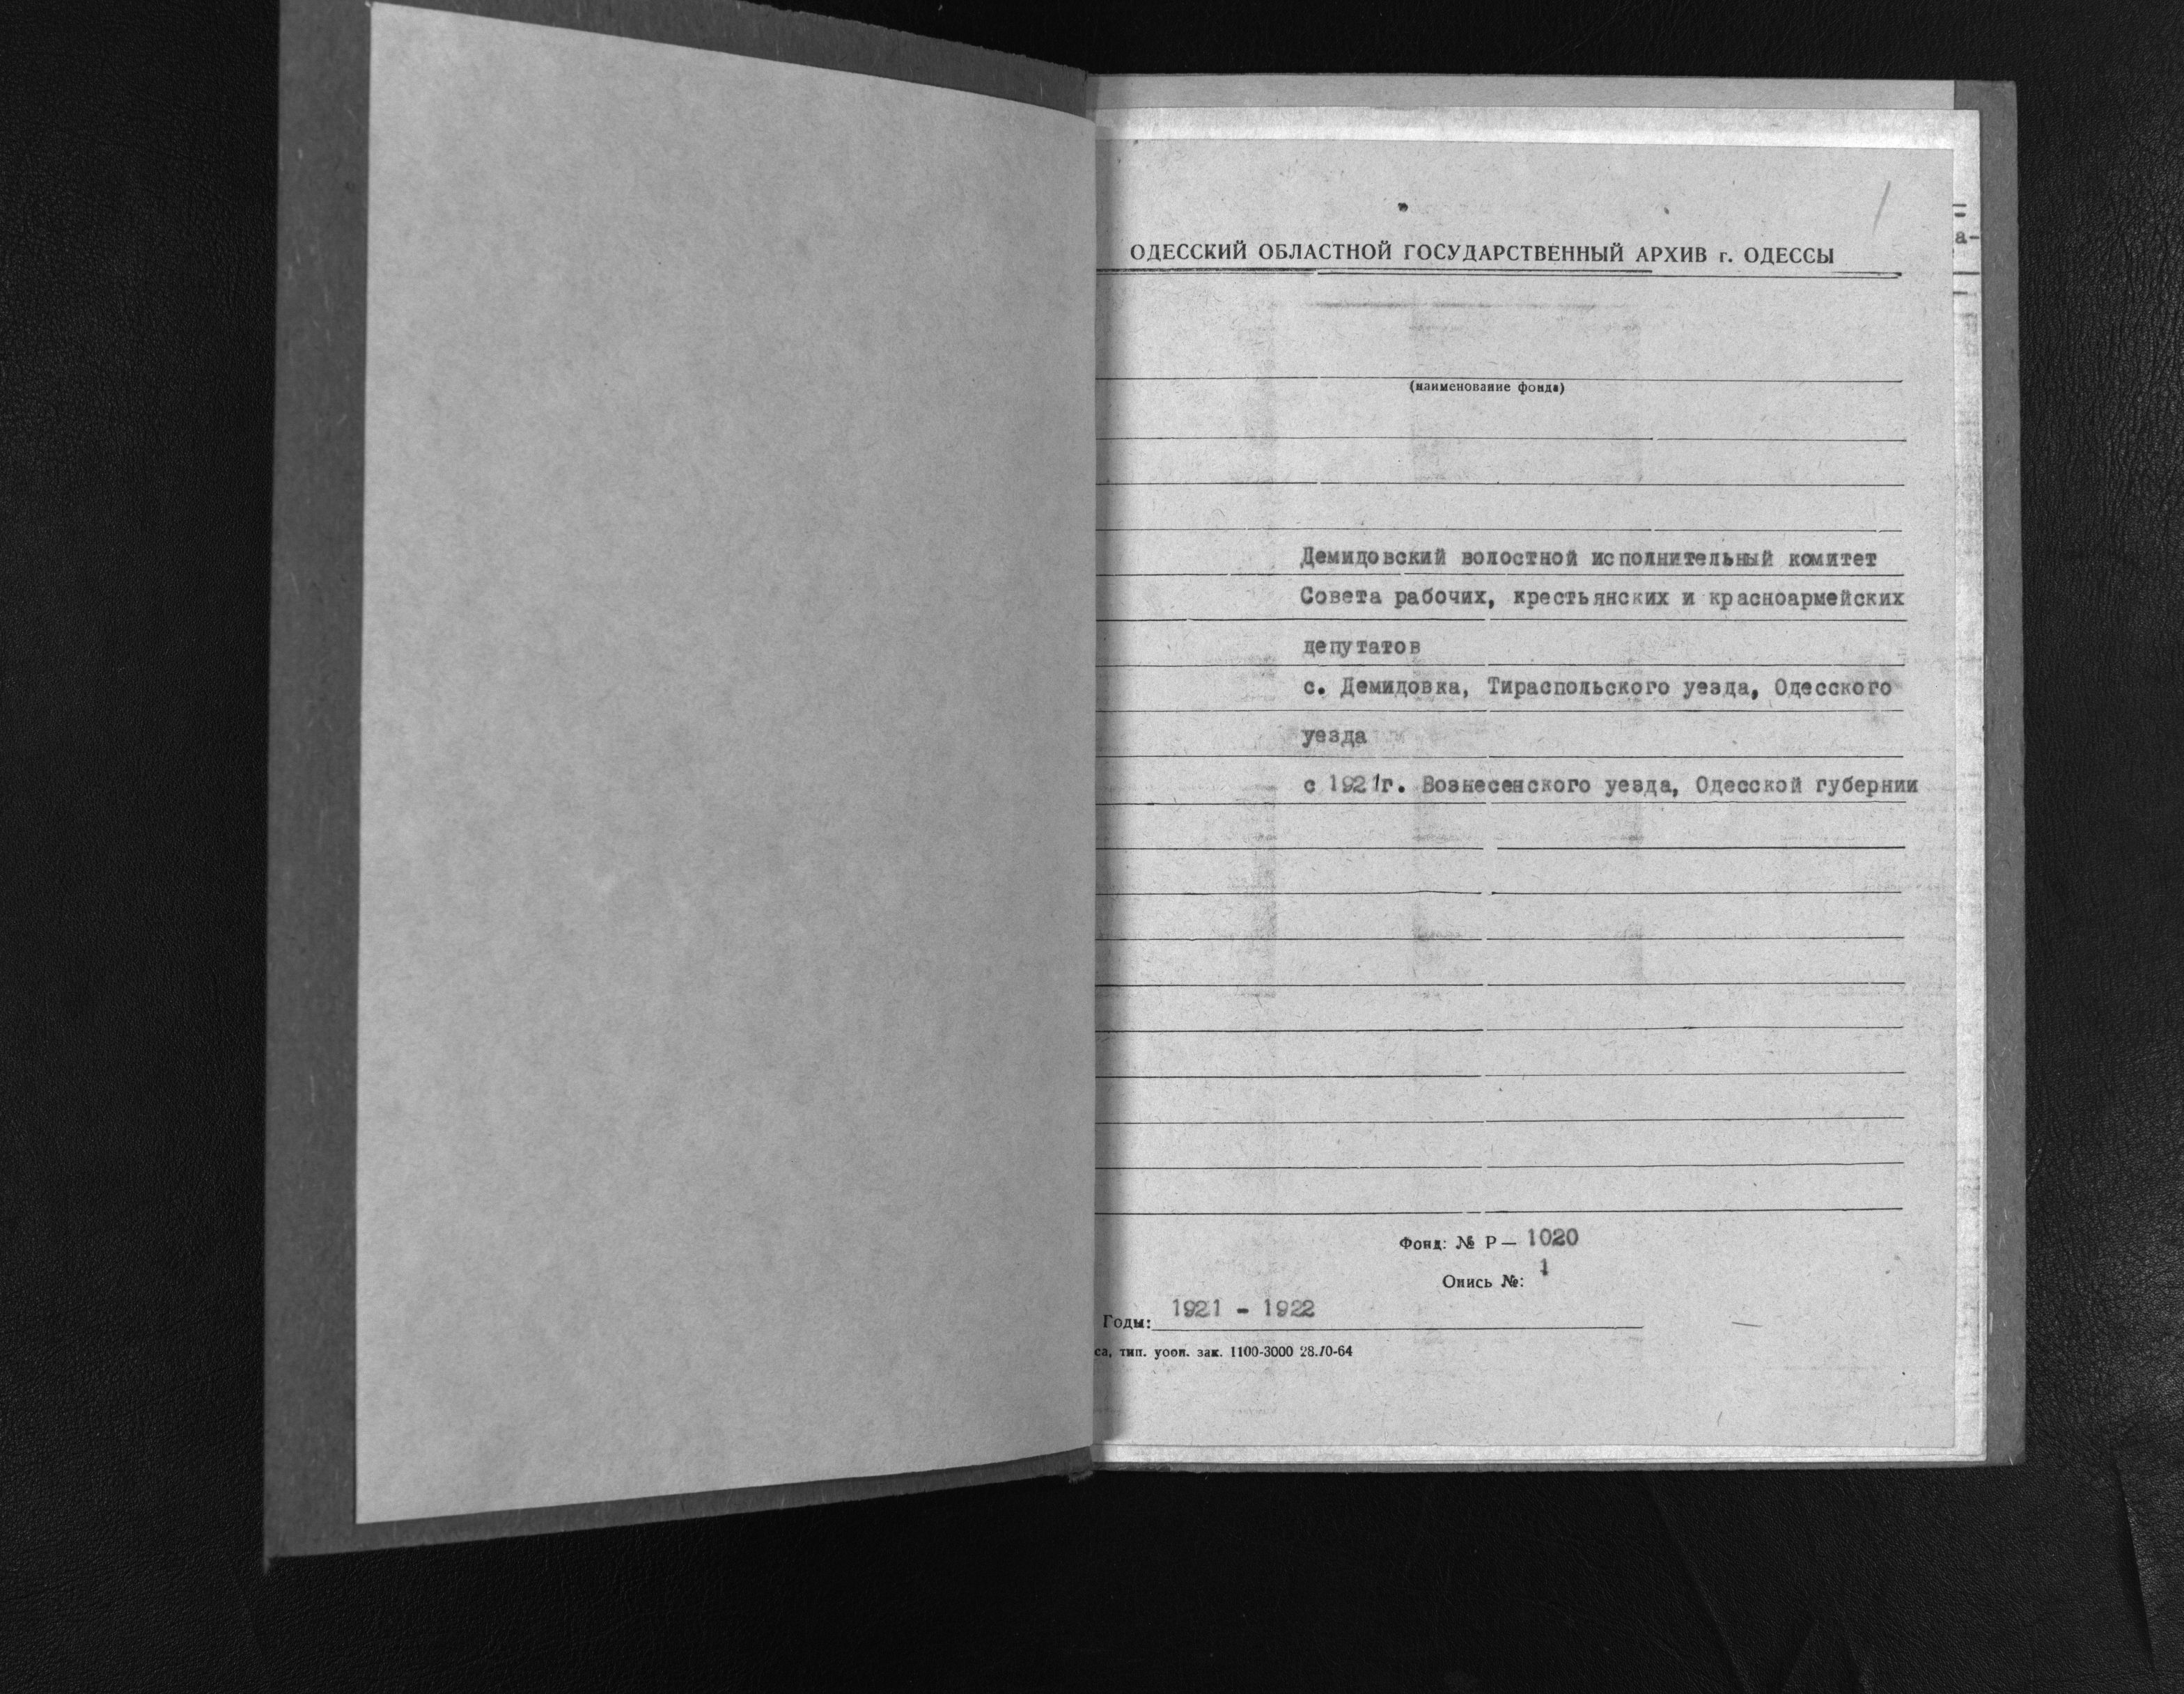 ОДЕССКИЙ ОБЛАСТНОЙ ГОСУДАРСТВЕННЫЙ АРХИВ г. ОДЕССЫ
(наименование фонда)
Демидовский волостной исполнительный комитет
Совета рабочих, крестьянских и красноармейских
депутатов
с. Демидовка, Тираспольского уезда, Одесского
уезда
с 1921г. Вознесенского уезда, Одесской губернии
Фонд: № Р— 1020
Опись №: 1
Годы: 1921 - 1922
са, тип. уооп. зак. 1100-3000 28.10-64